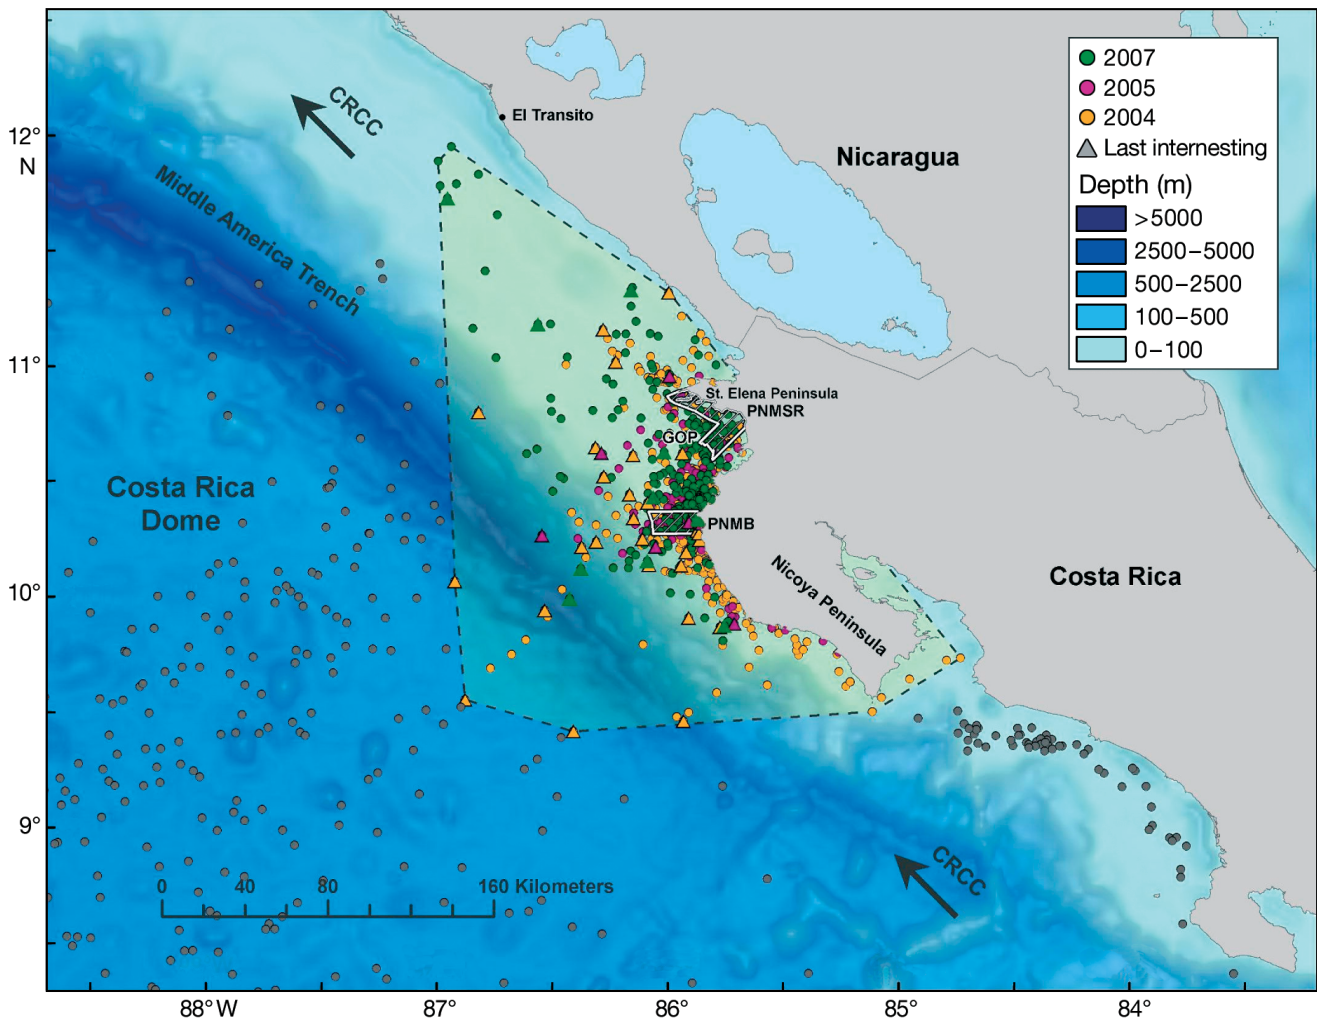 2007
2005
2004
Last internesting
Depth (m)
>5000
2500–5000
500–2500
100–500
0–100
12°
N
11°
10°
9°
CRCC
El Transito
Nicaragua
Middle America Trench
St. Elena Peninsula
PNMSR
GOP
PNMB
Costa Rica
Dome
Nicoya Peninsula
Costa Rica
CRCC
0 40 80 160 Kilometers
88°W 87° 86° 85° 84°